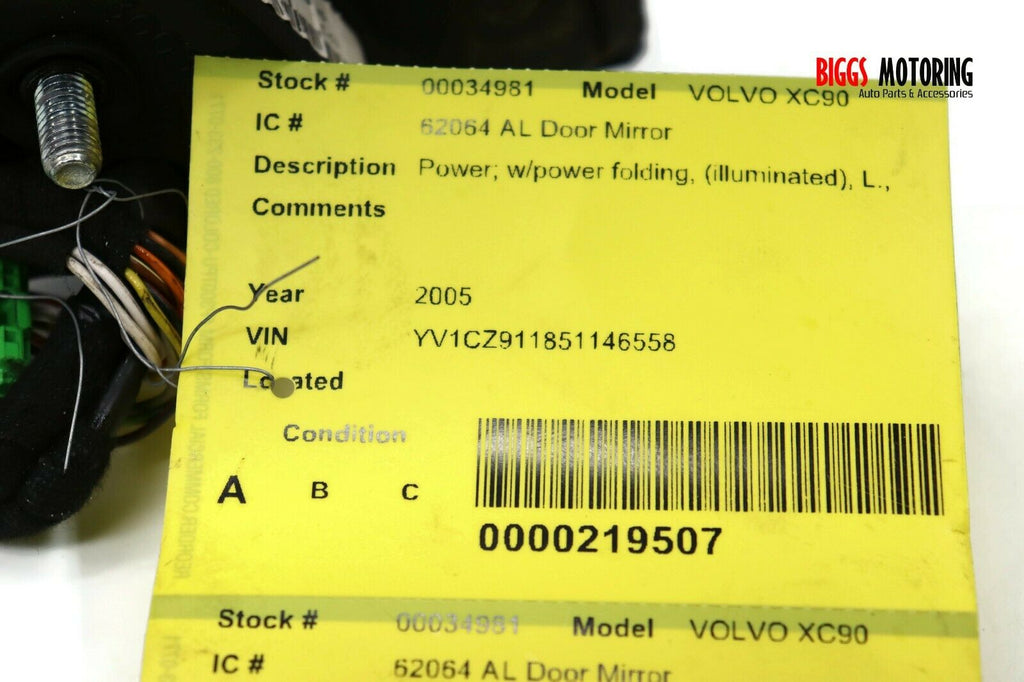 BIGGS MOTORING
Auto Parts & Accessories
Stock # 00034981 Model VOLVO XC90
IC # 62064 AL Door Mirror
Description Power; w/power folding, (illuminated), L.,
Comments
Year 2005
VIN YV1CZ911851146558
Located
Condition
A B C
0000219507
Stock # 00034981 Model VOLVO XC90
IC # 62064 AL Door Mirror